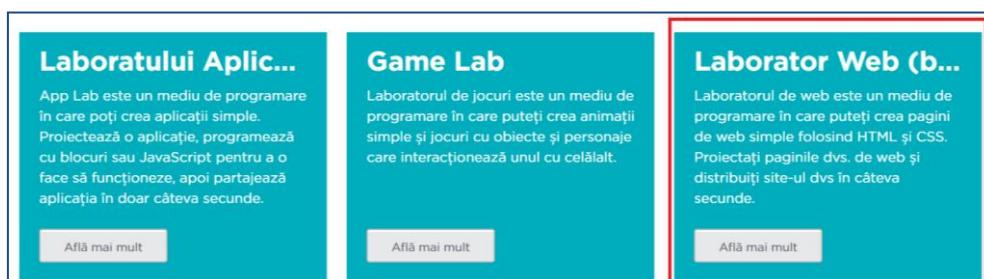 Laboratului Aplic...
App Lab este un mediu de programare
în care poți crea aplicații simple.
Proiectează o aplicație, programează
cu blocuri sau JavaScript pentru a o
face să funcționeze, apoi partajează
aplicația în doar câteva secunde.
Află mai mult
Game Lab
Laboratorul de jocuri este un mediu de
programare în care puteți crea animații
simple și jocuri cu obiecte și personaje
care interacționează unul cu celălalt.
Află mai mult
Laborator Web (b...
Laboratorul de web este un mediu de
programare în care puteți crea pagini
de web simple folosind HTML și CSS.
Proiectați paginile dvs. de web și
distribuiți site-ul dvs în câteva
secunde.
Află mai mult